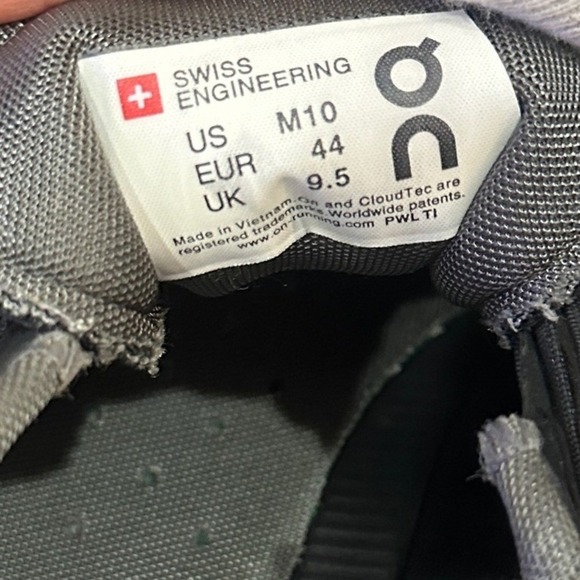 SWISS
ENGINEERING
US M10
EUR 44
UK 9.5
Made in Vietnam. On and CloudTec are
registered trademarks. Worldwide patents.
www.on-running.com PWL TI
On